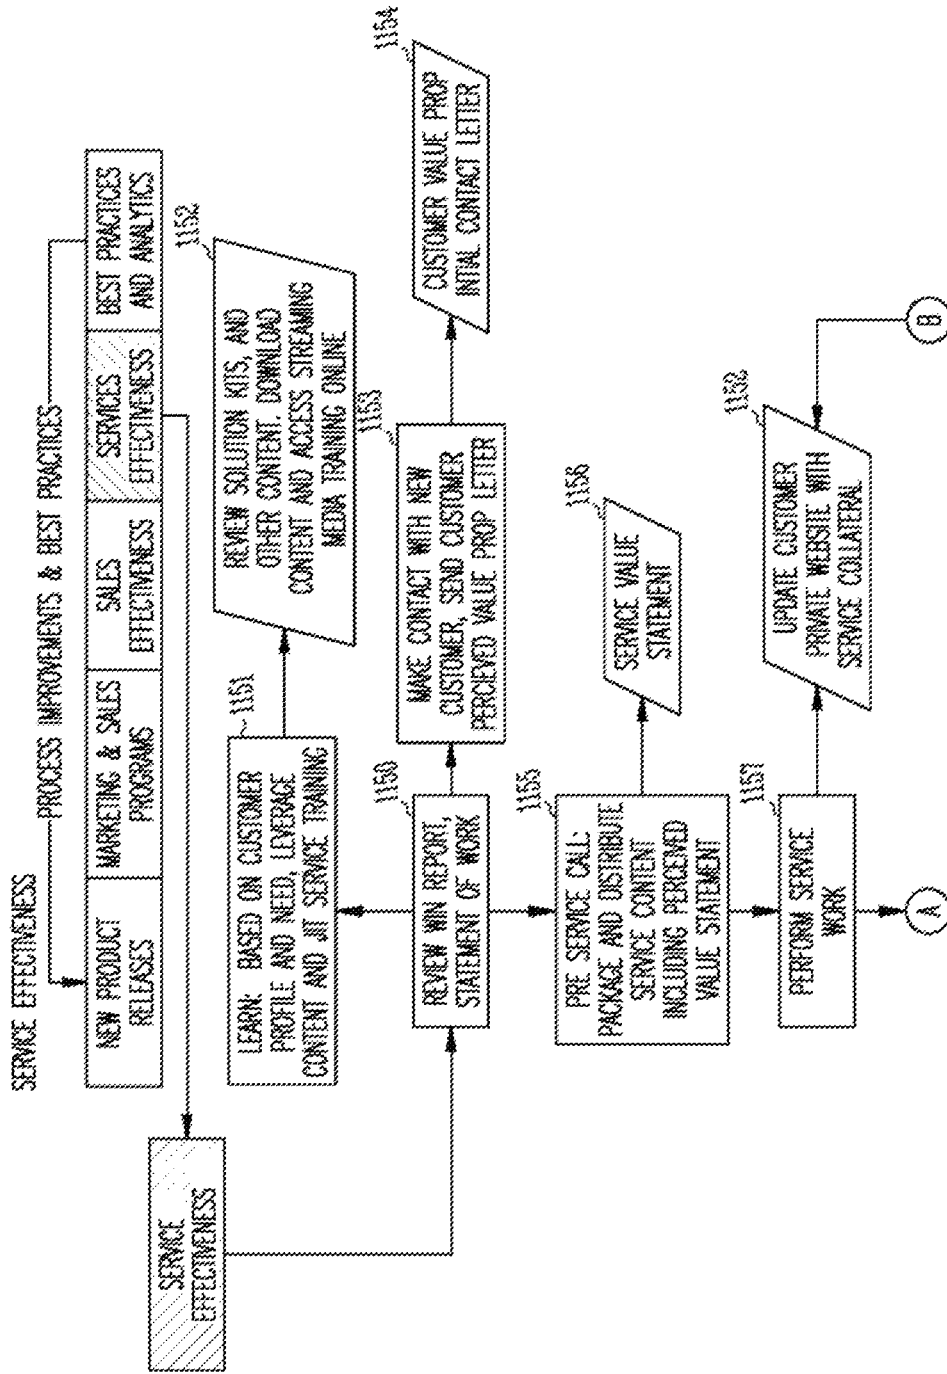 SERVICE EFFECTIVENESS
PROCESS IMPROVEMENTS & BEST PRACTICES
NEW PRODUCT
RELEASES
MARKETING & SALES
PROGRAMS
SALES
EFFECTIVENESS
SERVICES
EFFECTIVENESS
BEST PRACTICES
AND ANALYTICS
SERVICE
EFFECTIVENESS
1151
LEARN: BASED ON CUSTOMER
PROFILE AND NEED, LEVERAGE
CONTENT AND JIT SERVICE TRAINING
1152
REVIEW SOLUTION KITS, AND
OTHER CONTENT. DOWNLOAD
CONTENT AND ACCESS STREAMING
MEDIA TRAINING ONLINE
1150
REVIEW WIN REPORT,
STATEMENT OF WORK
1153
MAKE CONTACT WITH NEW
CUSTOMER, SEND CUSTOMER
PERCIEVED VALUE PROP LETTER
1154
CUSTOMER VALUE PROP
INTIAL CONTACT LETTER
1155
PRE SERVICE CALL:
PACKAGE AND DISTRIBUTE
SERVICE CONTENT
INCLUDING PERCEIVED
VALUE STATEMENT
1156
SERVICE VALUE
STATEMENT
1157
PERFORM SERVICE
WORK
1158
UPDATE CUSTOMER
PRIVATE WEBSITE WITH
SERVICE COLLATERAL
A
B